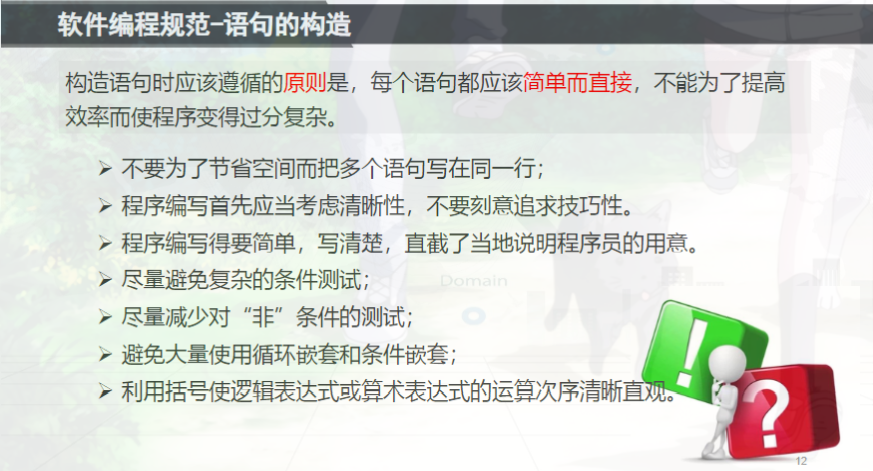 软件编程规范-语句的构造
构造语句时应该遵循的原则是，每个语句都应该简单而直接，不能为了提高
效率而使程序变得过分复杂。
➢ 不要为了节省空间而把多个语句写在同一行；
➢ 程序编写首先应当考虑清晰性，不要刻意追求技巧性。
➢ 程序编写得要简单，写清楚，直截了当地说明程序员的用意。
➢ 尽量避免复杂的条件测试；
Domain
➢ 尽量减少对“非”条件的测试；
➢ 避免大量使用循环嵌套和条件嵌套；
➢ 利用括号使逻辑表达式或算术表达式的运算次序清晰直观。
!
?
12